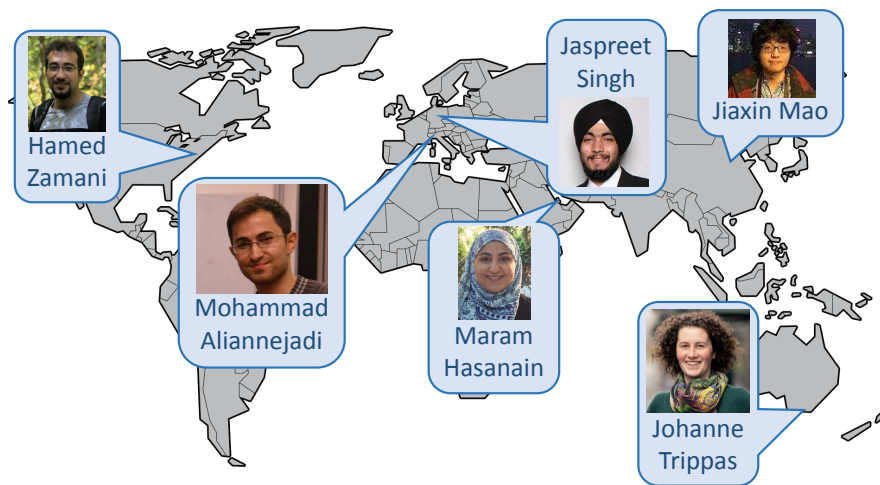 Hamed
Zamani
Mohammad
Aliannejadi
Maram
Hasanain
Jaspreet
Singh
Jiaxin Mao
Johanne
Trippas